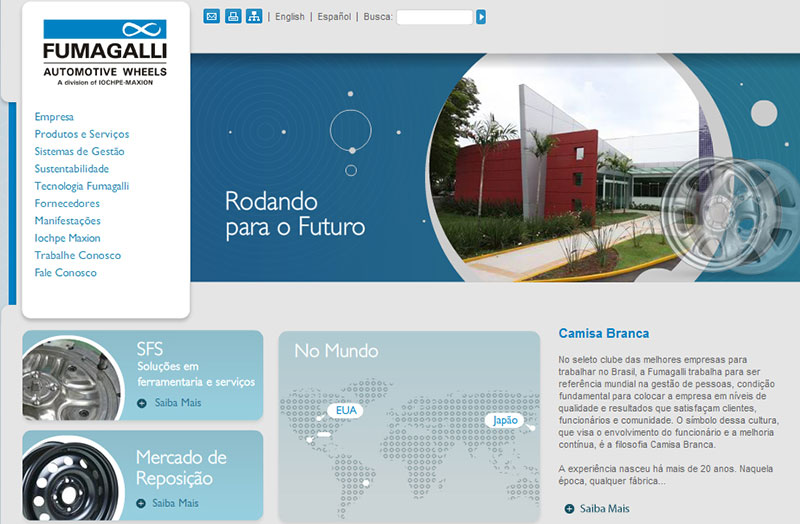 FUMAGALLI
AUTOMOTIVE WHEELS
A division of IOCHPE-MAXION
| English | Español | Busca:
Empresa
Produtos e Serviços
Sistemas de Gestão
Sustentabilidade
Tecnologia Fumagalli
Fornecedores
Manifestações
Iochpe Maxion
Trabalhe Conosco
Fale Conosco
Rodando
para o Futuro
SFS
Soluções em
ferramentaria e serviços
Saiba Mais
Mercado de
Reposição
Saiba Mais
No Mundo
EUA
Japão
Camisa Branca
No seleto clube das melhores empresas para
trabalhar no Brasil, a Fumagalli trabalha para ser
referência mundial na gestão de pessoas, condição
fundamental para colocar a empresa em níveis de
qualidade e resultados que satisfaçam clientes,
funcionários e comunidade. O símbolo dessa cultura,
que visa o envolvimento do funcionário e a melhoria
contínua, é a filosofia Camisa Branca.
A experiência nasceu há mais de 20 anos. Naquela
época, qualquer fábrica...
Saiba Mais